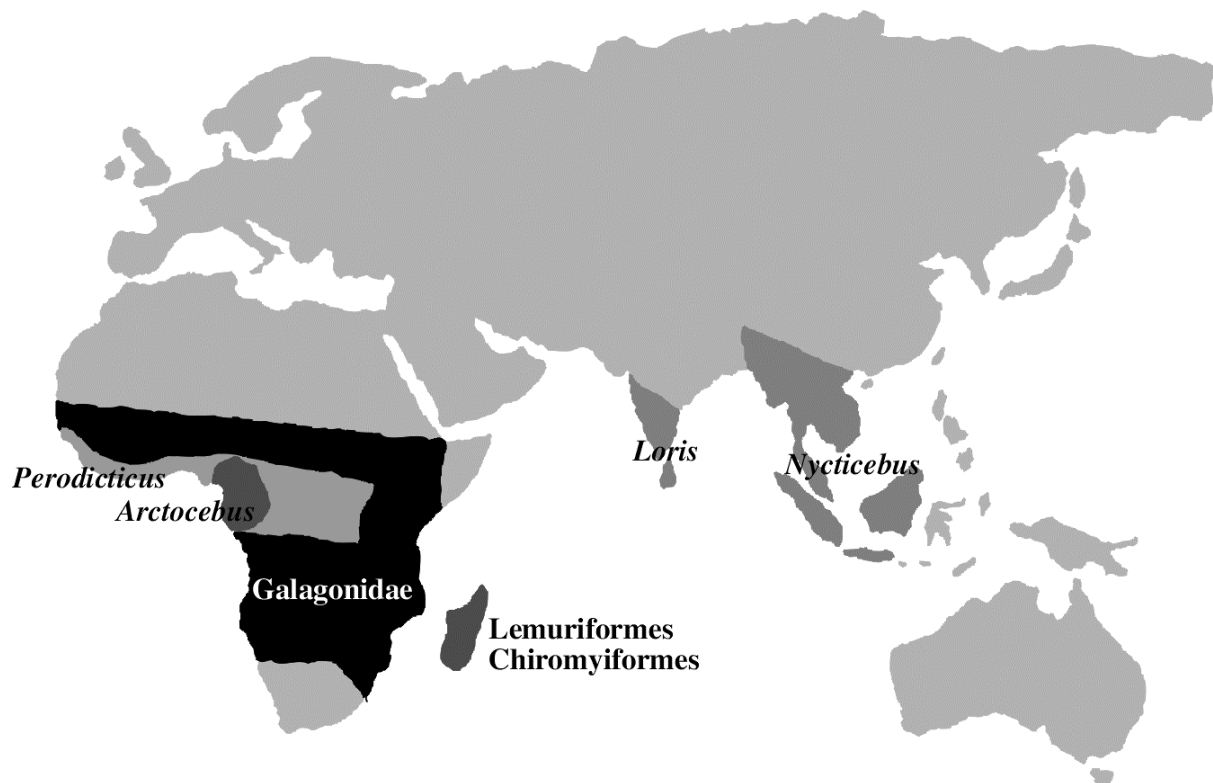 Loris
Nycticebus
Perodicticus
Arctocebus
Galagonidae
Lemuriformes
Chiromyiformes